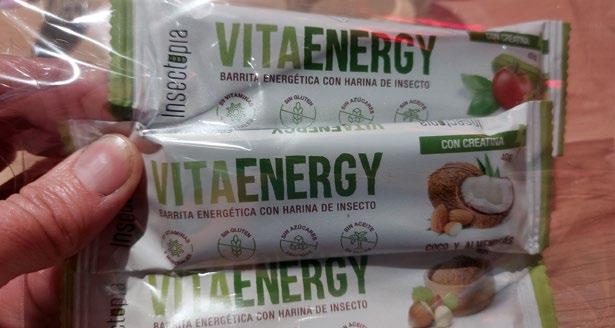 Insectopia
VITAENERGY
CON CREATINA
BARRITA ENERGÉTICA CON HARINA DE INSECTO
SIN GLUTEN
SIN AZÚCARES
SIN ACEITE
VITAENERGY
VITAENERGY
CON CREATINA
BARRITA ENERGÉTICA CON HARINA DE INSECTO
SIN GLUTEN
SIN AZÚCARES
SIN ACEITE
COCO Y ALMENDRAS
Insectopia
VITAENERGY
BARRITA ENERGÉTICA CON HARINA DE INSECTO